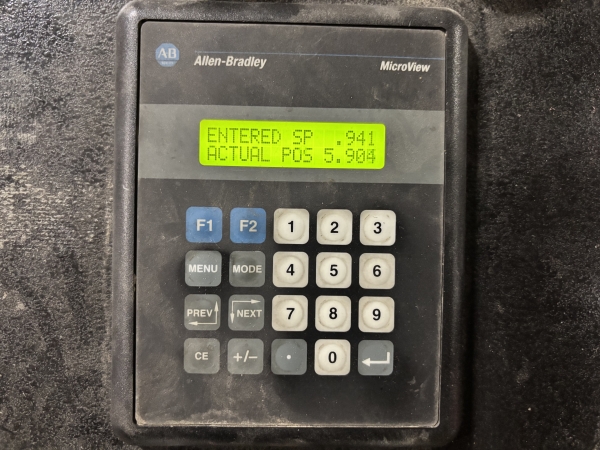 AB
Allen-Bradley
MicroView
ENTERED SP .941
ACTUAL POS 5.904
F1 F2 1 2 3
MENU MODE 4 5 6
PREV NEXT 7 8 9
CE +/− . 0